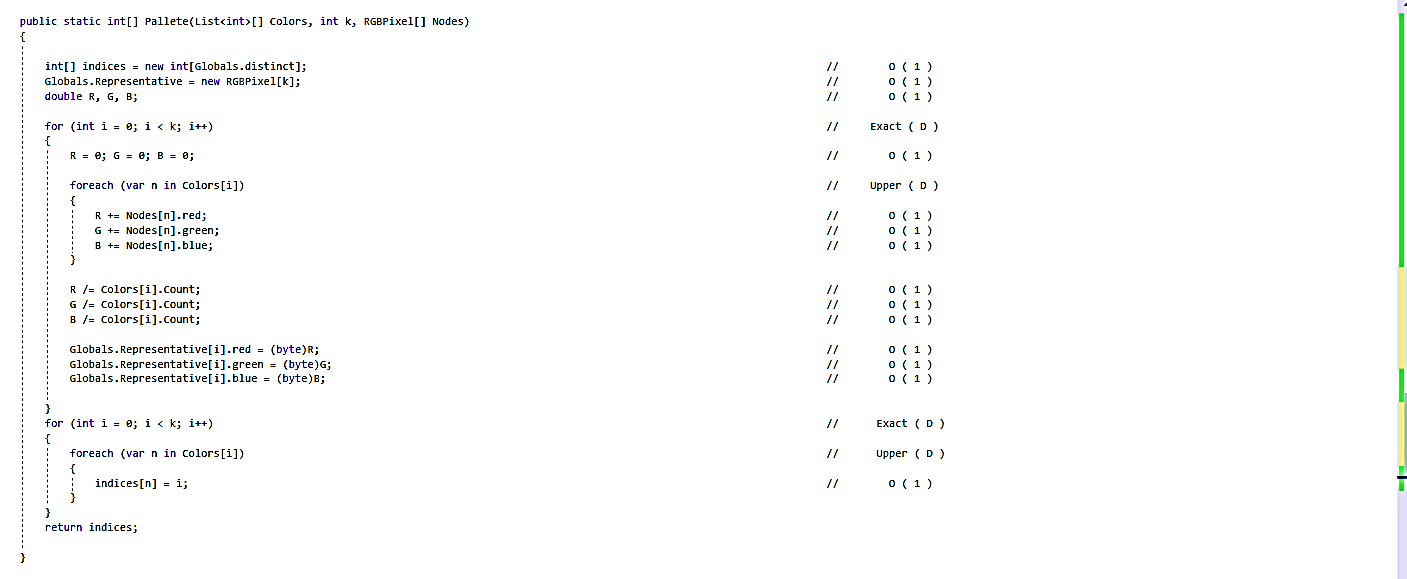 public static int[] Pallete(List<int>[] Colors, int k, RGBPixel[] Nodes)
{
int[] indices = new int[Globals.distinct]; // O ( 1 )
Globals.Representative = new RGBPixel[k]; // O ( 1 )
double R, G, B; // O ( 1 )
for (int i = 0; i < k; i++) // Exact ( D )
{
R = 0; G = 0; B = 0; // O ( 1 )
foreach (var n in Colors[i]) // Upper ( D )
{
R += Nodes[n].red; // O ( 1 )
G += Nodes[n].green; // O ( 1 )
B += Nodes[n].blue; // O ( 1 )
}
R /= Colors[i].Count; // O ( 1 )
G /= Colors[i].Count; // O ( 1 )
B /= Colors[i].Count; // O ( 1 )
Globals.Representative[i].red = (byte)R; // O ( 1 )
Globals.Representative[i].green = (byte)G; // O ( 1 )
Globals.Representative[i].blue = (byte)B; // O ( 1 )
}
for (int i = 0; i < k; i++) // Exact ( D )
{
foreach (var n in Colors[i]) // Upper ( D )
{
indices[n] = i; // O ( 1 )
}
}
return indices;
}